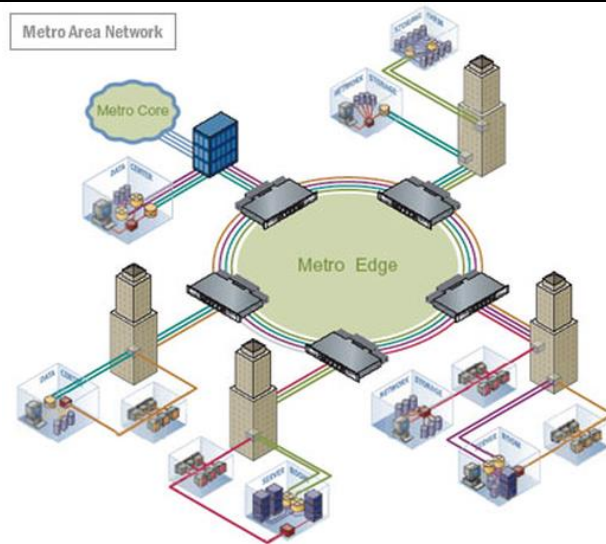 Metro Area Network
STORAGE
Metro Core
NETWORK STORAGE
DATA CENTER
Metro Edge
DATA CENTER
NETWORK STORAGE
SERVER ROOM
SERVER ROOM